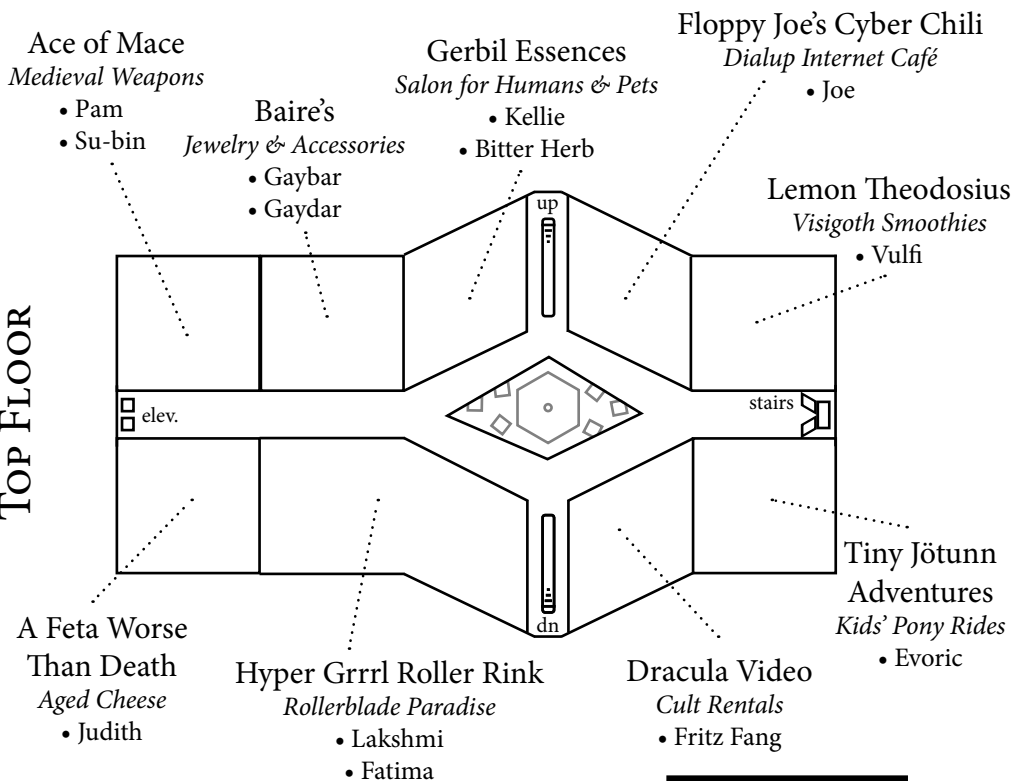 Ace of Mace
Medieval Weapons
• Pam
• Su-bin
Baire's
Jewelry & Accessories
• Gaybar
• Gaydar
Gerbil Essences
Salon for Humans & Pets
• Kellie
• Bitter Herb
Floppy Joe's Cyber Chili
Dialup Internet Café
• Joe
Lemon Theodosius
Visigoth Smoothies
• Vulfi
up
TOP FLOOR
elev.
stairs
dn
A Feta Worse
Than Death
Aged Cheese
• Judith
Hyper Grrrl Roller Rink
Rollerblade Paradise
• Lakshmi
• Fatima
Dracula Video
Cult Rentals
• Fritz Fang
Tiny Jötunn
Adventures
Kids' Pony Rides
• Evoric